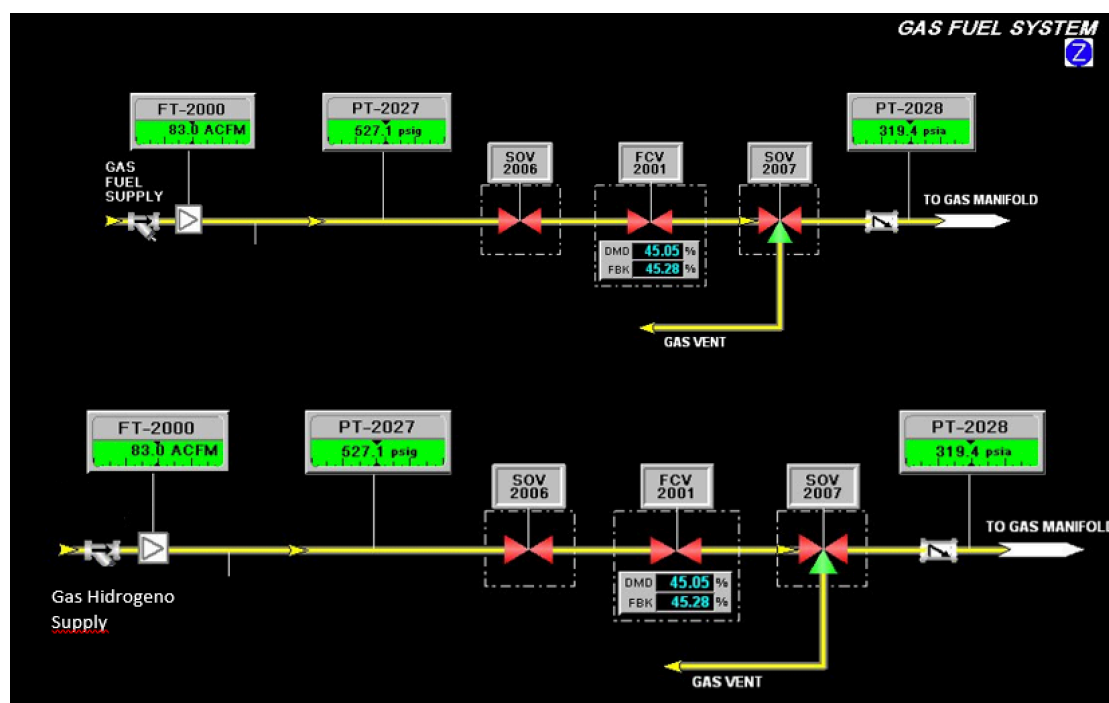 GAS FUEL SYSTEM
Z
FT-2000
83.0 ACFM
PT-2027
527.1 psig
PT-2028
319.4 psia
SOV
2006
FCV
2001
SOV
2007
GAS
FUEL
SUPPLY
TO GAS MANIFOLD
DMD 45.05 %
FBK 45.28 %
GAS VENT
FT-2000
83.0 ACFM
PT-2027
527.1 psig
PT-2028
319.4 psia
SOV
2006
FCV
2001
SOV
2007
TO GAS MANIFOL
DMD 45.05 %
FBK 45.28 %
Gas Hidrogeno
Supply
GAS VENT